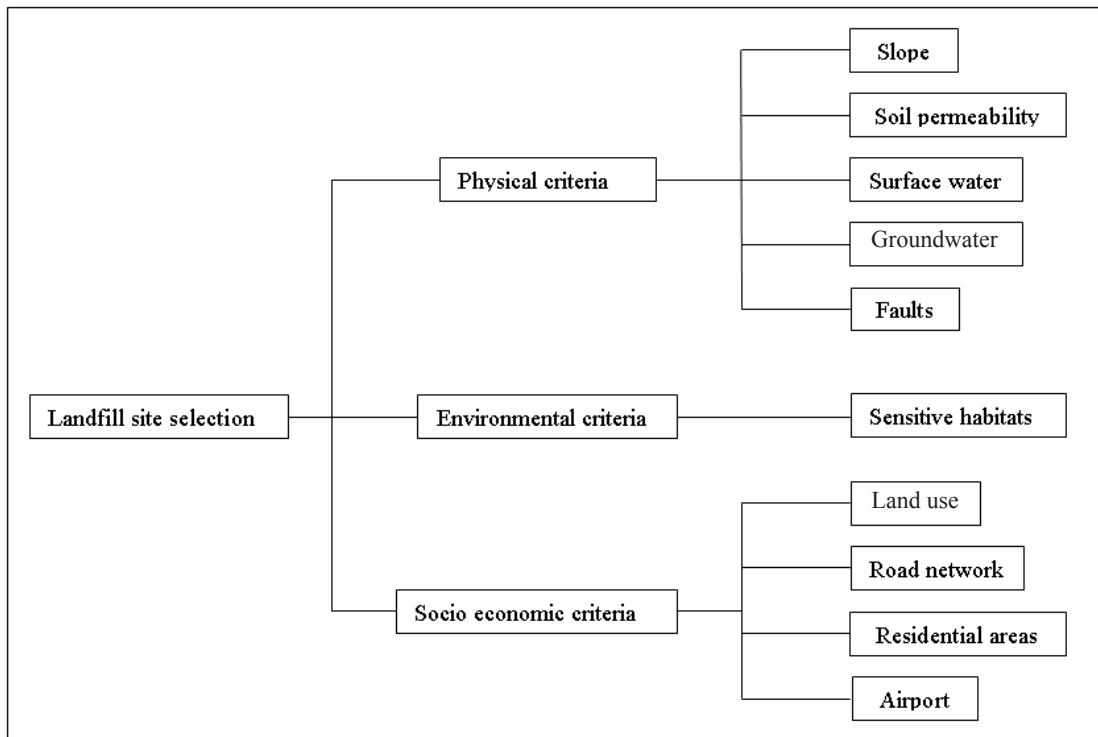 Slope
Soil permeability
Physical criteria
Surface water
Groundwater
Faults
Landfill site selection
Environmental criteria
Sensitive habitats
Land use
Road network
Socio economic criteria
Residential areas
Airport